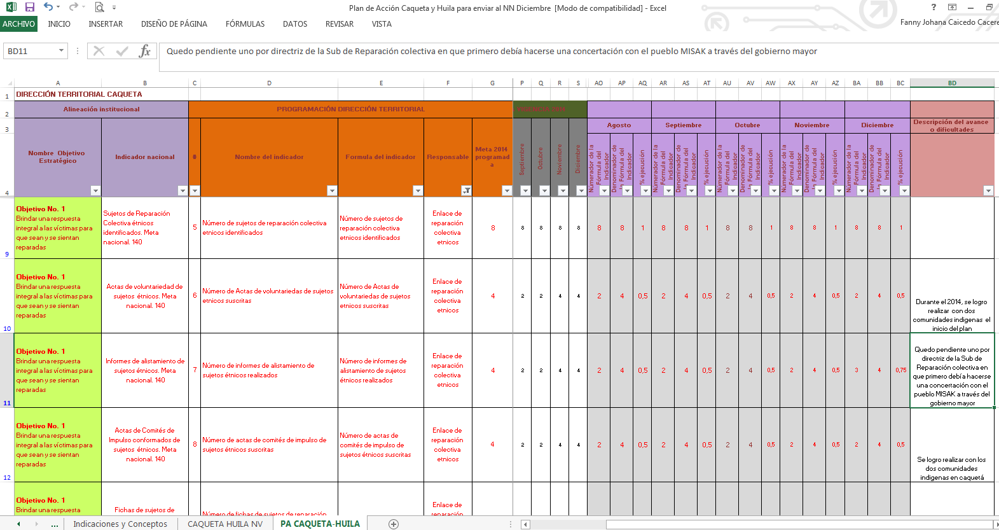 Plan de Acción Caqueta y Huila para enviar al NN Diciembre [Modo de compatibilidad] - Excel
?
ARCHIVO INICIO INSERTAR DISEÑO DE PÁGINA FÓRMULAS DATOS REVISAR VISTA
Fanny Johana Caicedo Cacere
BD11 fx Quedo pendiente uno por directriz de la Sub de Reparación colectiva en que primero debía hacerse una concertación con el pueblo MISAK a través del gobierno mayor
A B C D E F G P Q R S AO AP AQ AR AS AT AU AV AW AX AY AZ BA BB BC BD
1 DIRECCIÓN TERRITORIAL CAQUETA
2 Alineación institucional PROGRAMACIÓN DIRECCIÓN TERRITORIAL
3 Agosto Septiembre Octubre Noviembre Diciembre
Descripción del avance
o dificultades
4
Nombre Objetivo
Estratégico
Indicador nacional
#
Nombre del indicador
Formula del indicador
Responsable
Meta 2014
programad
a
Septiembre
Octubre
Noviembre
Diciembre
Númerador de la
Fórmula del
Indicador
Denominador de
la Fórmula del
Indicador
% ejecución
Númerador de la
Fórmula del
Indicador
Denominador de
la Fórmula del
Indicador
% ejecución
Númerador de la
Fórmula del
Indicador
Denominador de
la Fórmula del
Indicador
% ejecución
Númerador de la
Fórmula del
Indicador
Denominador de
la Fórmula del
Indicador
% ejecución
Númerador de la
Fórmula del
Indicador
Denominador de
la Fórmula del
Indicador
% ejecución
9
Objetivo No. 1
Brindar una respuesta
integral a las víctimas para
que sean y se sientan
reparadas
Sujetos de Reparación
Colectiva étnicos
identificados. Meta
nacional. 140
5
Número de sujetos de reparación colectiva
etnicos identificados
Número de sujetos de
reparación colectiva
etnicos identificados
Enlace de
reparación
colectiva
etnicos
8 8 8 8 8 8 8 1 8 8 1 8 8 1 8 8 1 8 8 1
10
Objetivo No. 1
Brindar una respuesta
integral a las víctimas para
que sean y se sientan
reparadas
Actas de voluntariedad de
sujetos étnicos. Meta
nacional. 140
6
Número de Actas de voluntariedas de sujetos
etnicos suscritas
Número de Actas de
voluntariedas de sujetos
etnicos suscritas
Enlace de
reparación
colectiva
etnicos
4 2 2 4 4 2 4 0,5 2 4 0,5 2 4 0,5 2 4 0,5 2 4 0,5
Durante el 2014, se logro
realizar con dos
comunidades indigenas el
inicio del plan
11
Objetivo No. 1
Brindar una respuesta
integral a las víctimas para
que sean y se sientan
reparadas
Informes de alistamiento de
sujetos étnicos. Meta
nacional. 140
7
Número de informes de alistamiento de
sujetos étnicos realizados
Número de informes de
alistamiento de sujetos
étnicos realizados
Enlace de
reparación
colectiva
etnicos
4 2 2 4 4 2 4 0,5 2 4 0,5 2 4 0,5 2 4 0,5 3 4 0,75
Quedo pendiente uno por
directriz de la Sub de
Reparación colectiva en
que primero debía hacerse
una concertación con el
pueblo MISAK a través del
gobierno mayor
12
Objetivo No. 1
Brindar una respuesta
integral a las víctimas para
que sean y se sientan
reparadas
Actas de Comités de
Impulso conformados de
sujetos étnicos. Meta
nacional. 140
8
Número de actas de comités de impulso de
sujetos étnicos suscritas
Número de actas de
comités de impulso de
sujetos étnicos suscritas
Enlace de
reparación
colectiva
etnicos
4 2 2 4 4 2 4 0,5 2 4 0,5 2 4 0,5 2 4 0,5 2 4 0,5
Se logro realizar con los
dos comunidades
indigenas en caquetá
Objetivo No. 1
Brindar una respuesta
Fichas de sujetos de
Número de fichas de sujetos de reparación
Enlace de
reparación
... Indicaciones y Conceptos CAQUETA HUILA NV PA CAQUETA-HUILA